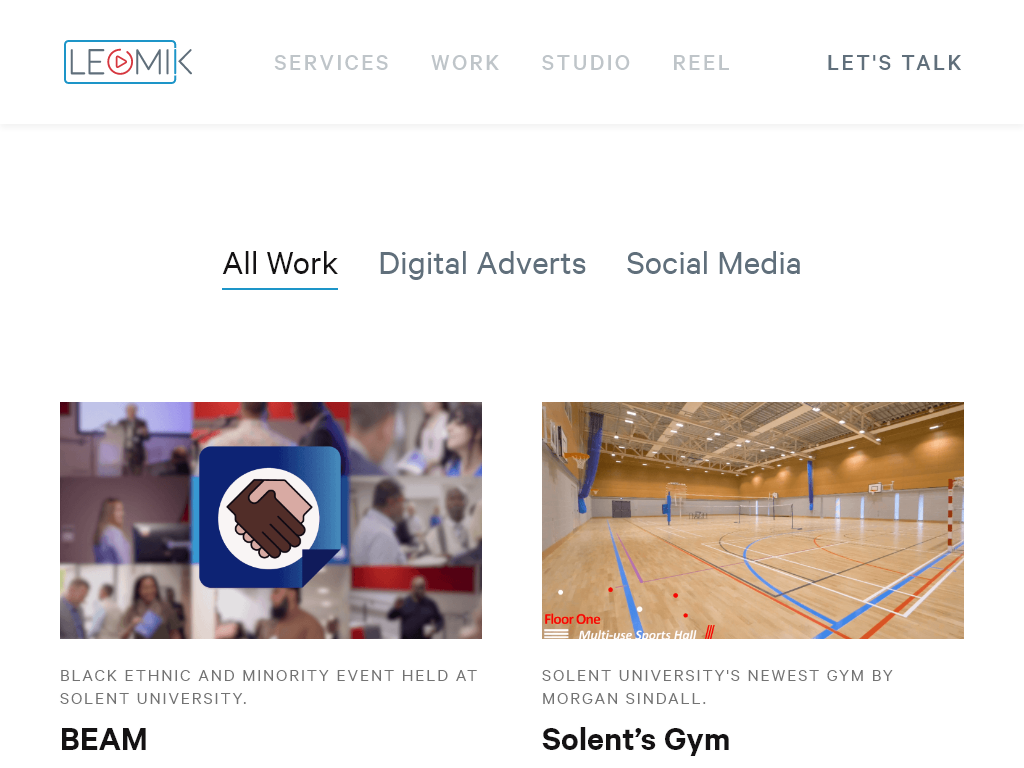 LEOMIK
SERVICES
WORK
STUDIO
REEL
LET'S TALK
All Work
Digital Adverts
Social Media
Floor One
Multi-use Sports Hall
BLACK ETHNIC AND MINORITY EVENT HELD AT
SOLENT UNIVERSITY.
BEAM
SOLENT UNIVERSITY'S NEWEST GYM BY
MORGAN SINDALL.
Solent’s Gym